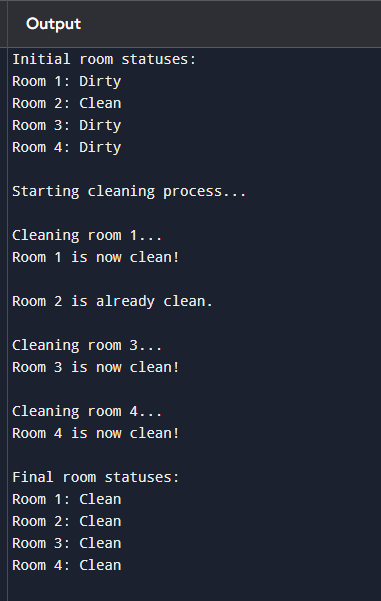 Output
Initial room statuses:
Room 1: Dirty
Room 2: Clean
Room 3: Dirty
Room 4: Dirty
Starting cleaning process...
Cleaning room 1...
Room 1 is now clean!
Room 2 is already clean.
Cleaning room 3...
Room 3 is now clean!
Cleaning room 4...
Room 4 is now clean!
Final room statuses:
Room 1: Clean
Room 2: Clean
Room 3: Clean
Room 4: Clean